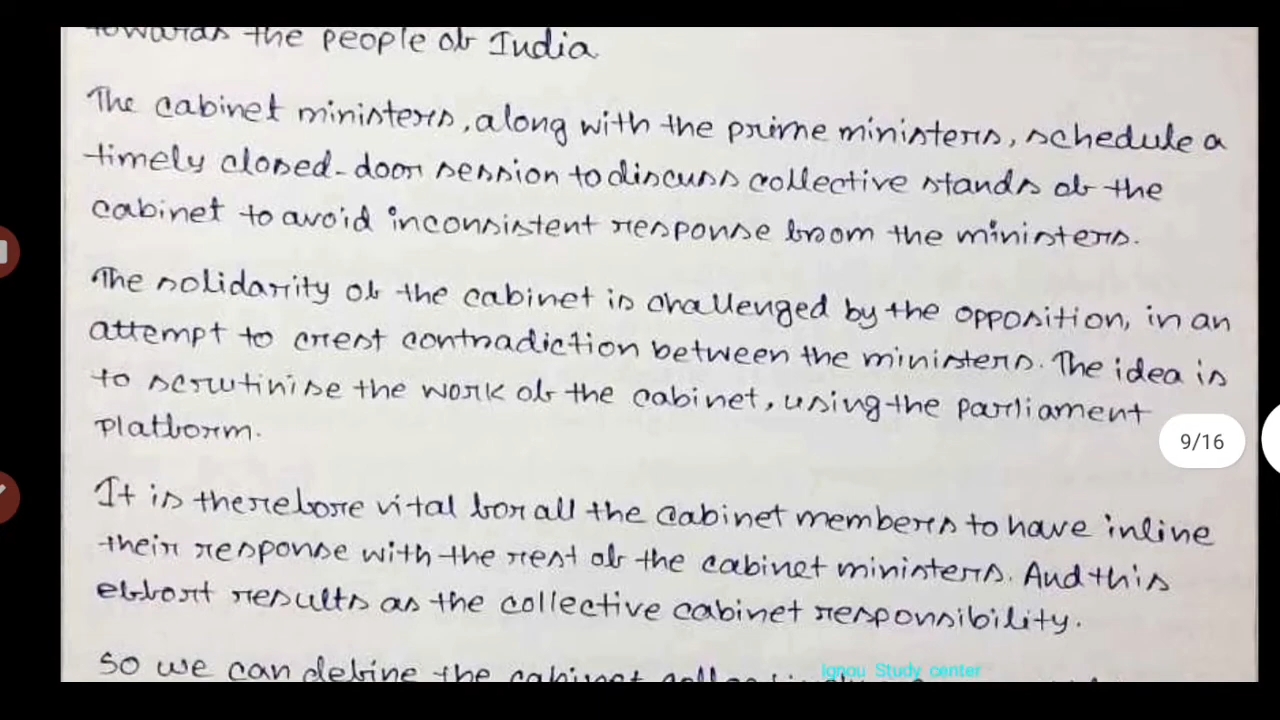 towards the people of India
The cabinet ministers, along with the prime ministers, schedule a
timely closed-door session to discuss collective stands of the
cabinet to avoid inconsistent response from the ministers.
The solidarity of the cabinet is challenged by the opposition, in an
attempt to crest contradiction between the ministers. The idea is
to scrutinise the work of the cabinet, using the parliament
platform.
9/16
It is therefore vital for all the cabinet members to have inline
their response with the rest of the cabinet ministers. And this
effort results as the collective cabinet responsibility.
So we can define the cabinet
Ignou Study center